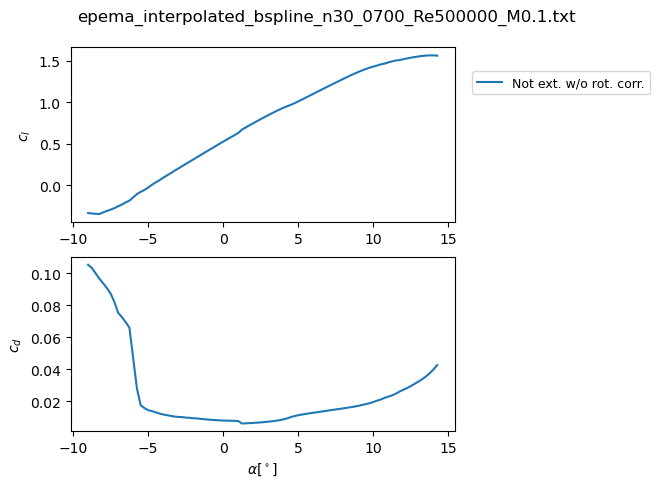 epema_interpolated_bspline_n30_0700_Re500000_M0.1.txt
1.5
1.0
0.5
0.0
c_l
−10 −5 0 5 10 15
Not ext. w/o rot. corr.
0.10
0.08
0.06
0.04
0.02
c_d
−10 −5 0 5 10 15
α[°]